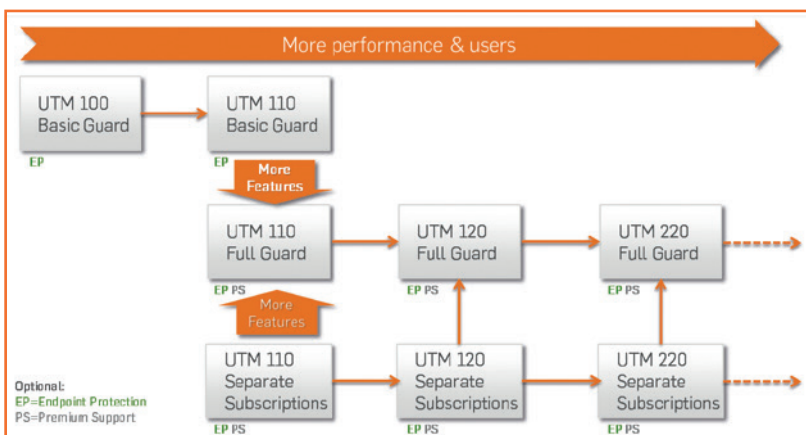 More performance & users
UTM 100
Basic Guard
UTM 110
Basic Guard
EP
EP
More
Features
UTM 110
Full Guard
UTM 120
Full Guard
UTM 220
Full Guard
EP PS
EP PS
EP PS
More
Features
UTM 110
Separate
Subscriptions
UTM 120
Separate
Subscriptions
UTM 220
Separate
Subscriptions
Optional:
EP=Endpoint Protection
PS=Premium Support
EP PS
EP PS
EP PS